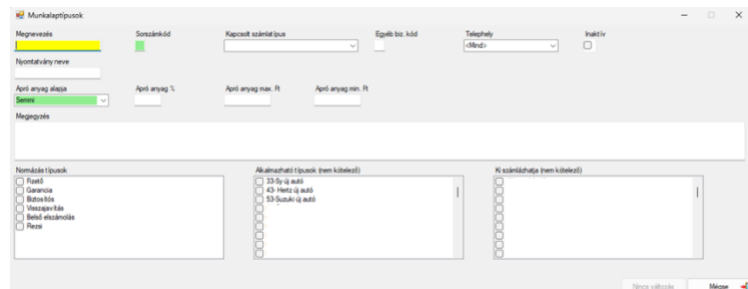 Munkalaptípusok
Megnevezés Sorszámkód Kapcsolt számlatípus Egyéb biz. kód Telephely Inaktív
<Mind>
Nyomtatvány neve
Apró anyag alapja Apró anyag % Apró anyag max. Ft Apró anyag min. Ft
Semmi
Megjegyzés
Normázás típusok Alkalmazható típusok (nem kötelező) Ki számlázhatja (nem kötelező)
Fizető 33-Sy új autó
Garancia 43- Hertz új autó
Biztosítós 53-Suzuki új autó
Visszajavítás
Belső elszámolás
Rezsi
Nincs változás Mégse